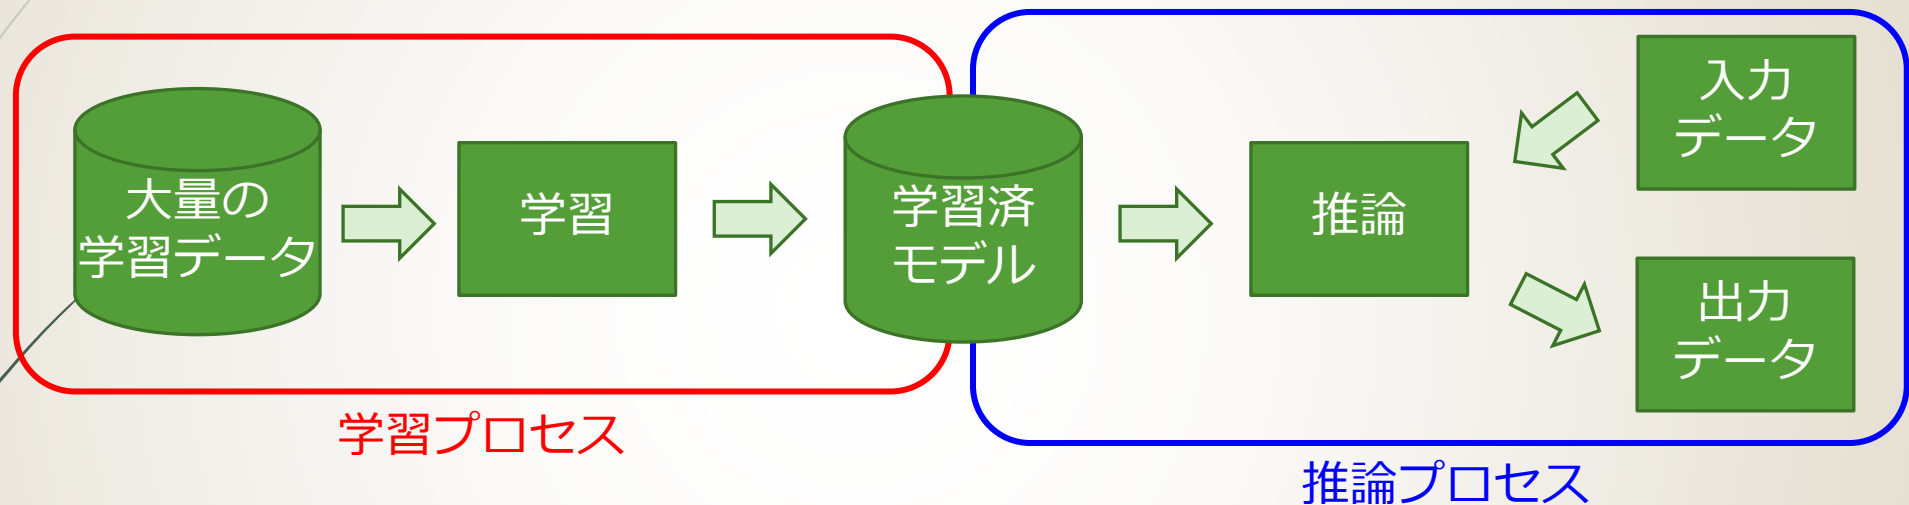 大量の
学習データ
学習
学習済
モデル
推論
入力
データ
出力
データ
学習プロセス
推論プロセス